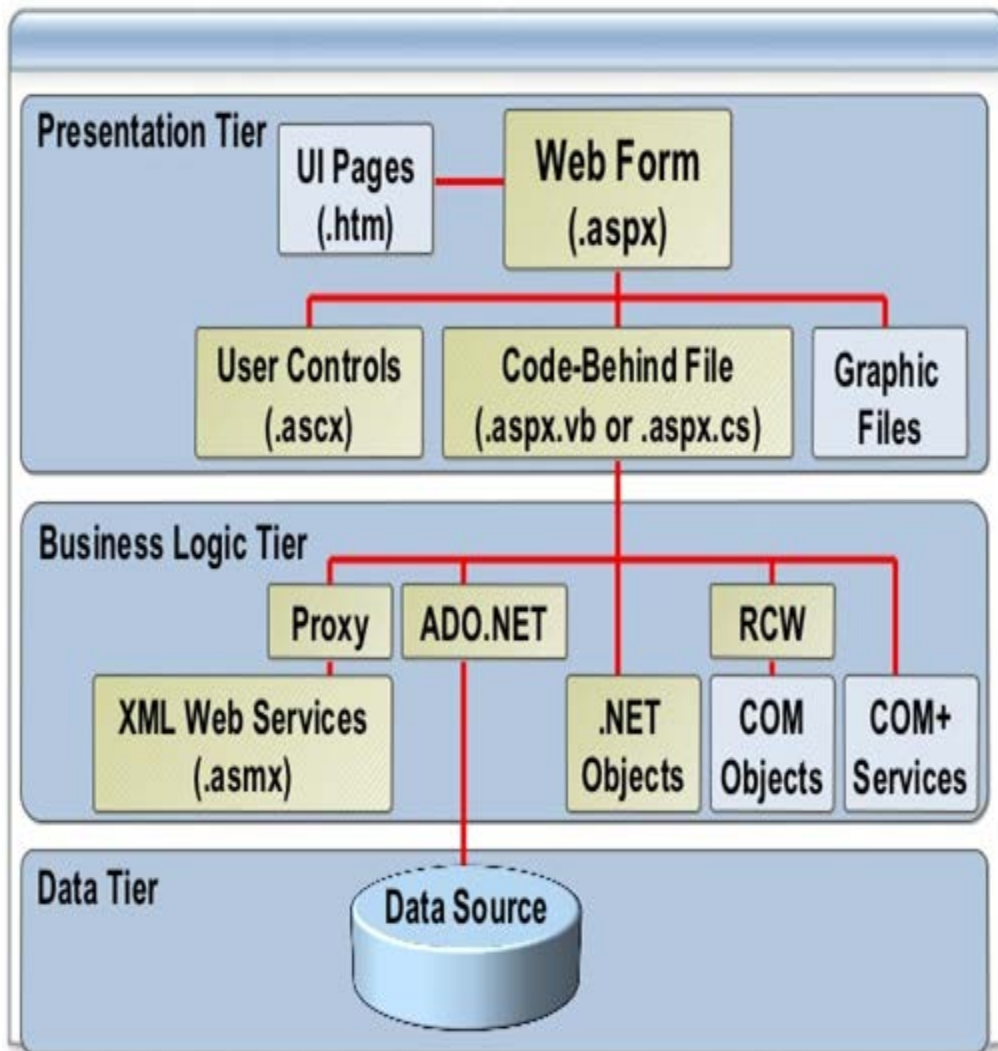 Presentation Tier
UI Pages
(.htm)
Web Form
(.aspx)
User Controls
(.ascx)
Code-Behind File
(.aspx.vb or .aspx.cs)
Graphic
Files
Business Logic Tier
Proxy
ADO.NET
RCW
XML Web Services
(.asmx)
.NET
Objects
COM
Objects
COM+
Services
Data Tier
Data Source